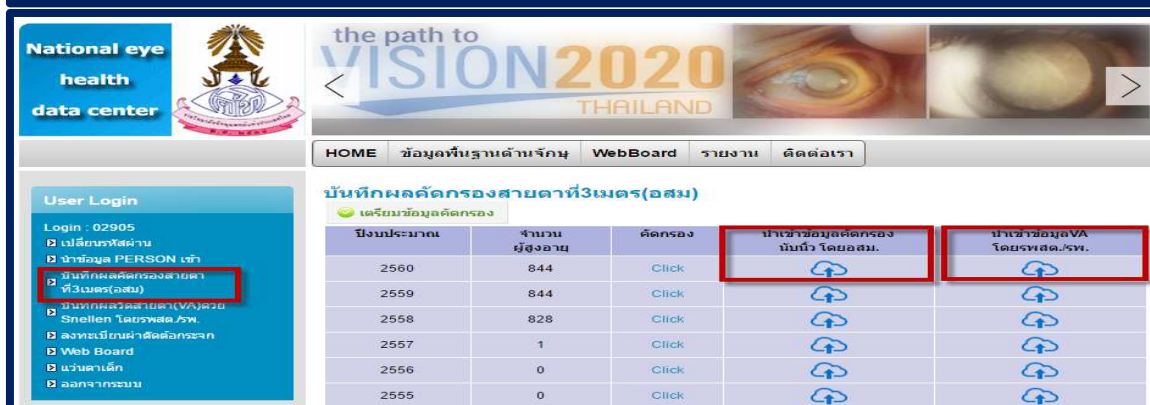 National eye
health
data center
the path to
VISION2020
THAILAND
HOME ข้อมูลพื้นฐานด้านจักษุ WebBoard รายงาน ติดต่อเรา
User Login
Login : 02905
เปลี่ยนรหัสผ่าน
นำข้อมูล PERSON เข้า
บันทึกผลคัดกรองสายตา
ที่3เมตร(อสม)
บันทึกผลวัดสายตา(VA)ด้วย
Snellen โดยรพสต./รพ.
ลงทะเบียนผ่าตัดต้อกระจก
Web Board
แว่นตาเด็ก
ออกจากระบบ
บันทึกผลคัดกรองสายตาที่3เมตร(อสม)
เตรียมข้อมูลคัดกรอง
ปีงบประมาณ จำนวน คัดกรอง นำเข้าข้อมูลคัดกรอง นำเข้าข้อมูลVA
ผู้สูงอายุ นับนิ้ว โดยอสม. โดยรพสต./รพ.
2560 844 Click
2559 844 Click
2558 828 Click
2557 1 Click
2556 0 Click
2555 0 Click